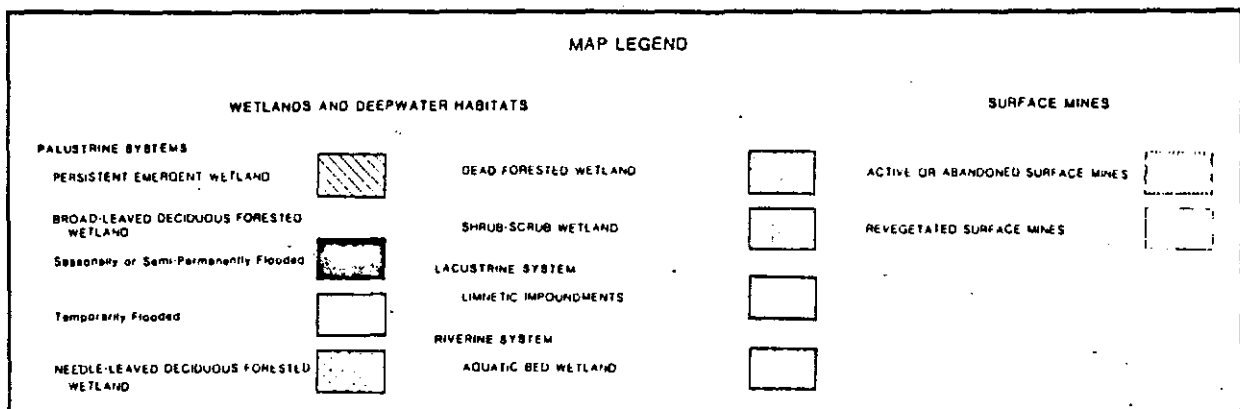 MAP LEGEND
WETLANDS AND DEEPWATER HABITATS
PALUSTRINE SYSTEMS
PERSISTENT EMERGENT WETLAND
BROAD-LEAVED DECIDUOUS FORESTED
WETLAND
Seasonally or Semi-Permanently Flooded
Temporarily Flooded
NEEDLE-LEAVED DECIDUOUS FORESTED
WETLAND
DEAD FORESTED WETLAND
SHRUB-SCRUB WETLAND
LACUSTRINE SYSTEM
LIMNETIC IMPOUNDMENTS
RIVERINE SYSTEM
AQUATIC BED WETLAND
SURFACE MINES
ACTIVE OR ABANDONED SURFACE MINES
REVEGETATED SURFACE MINES